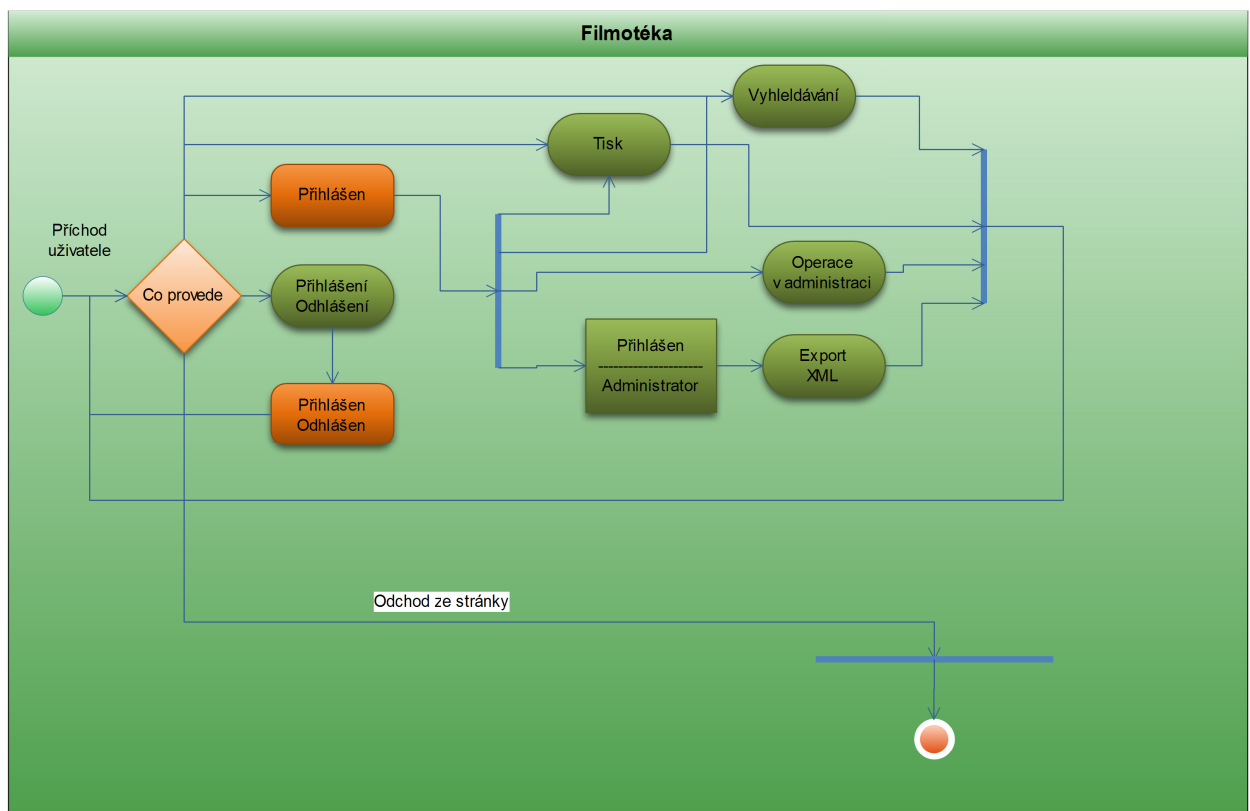 Filmotéka
Vyhleldávání
Tisk
Přihlášen
Příchod
uživatele
Co provede
Přihlášení
Odhlášení
Operace
v administraci
Přihlášen
---------------------
Administrator
Export
XML
Přihlášen
Odhlášen
Odchod ze stránky